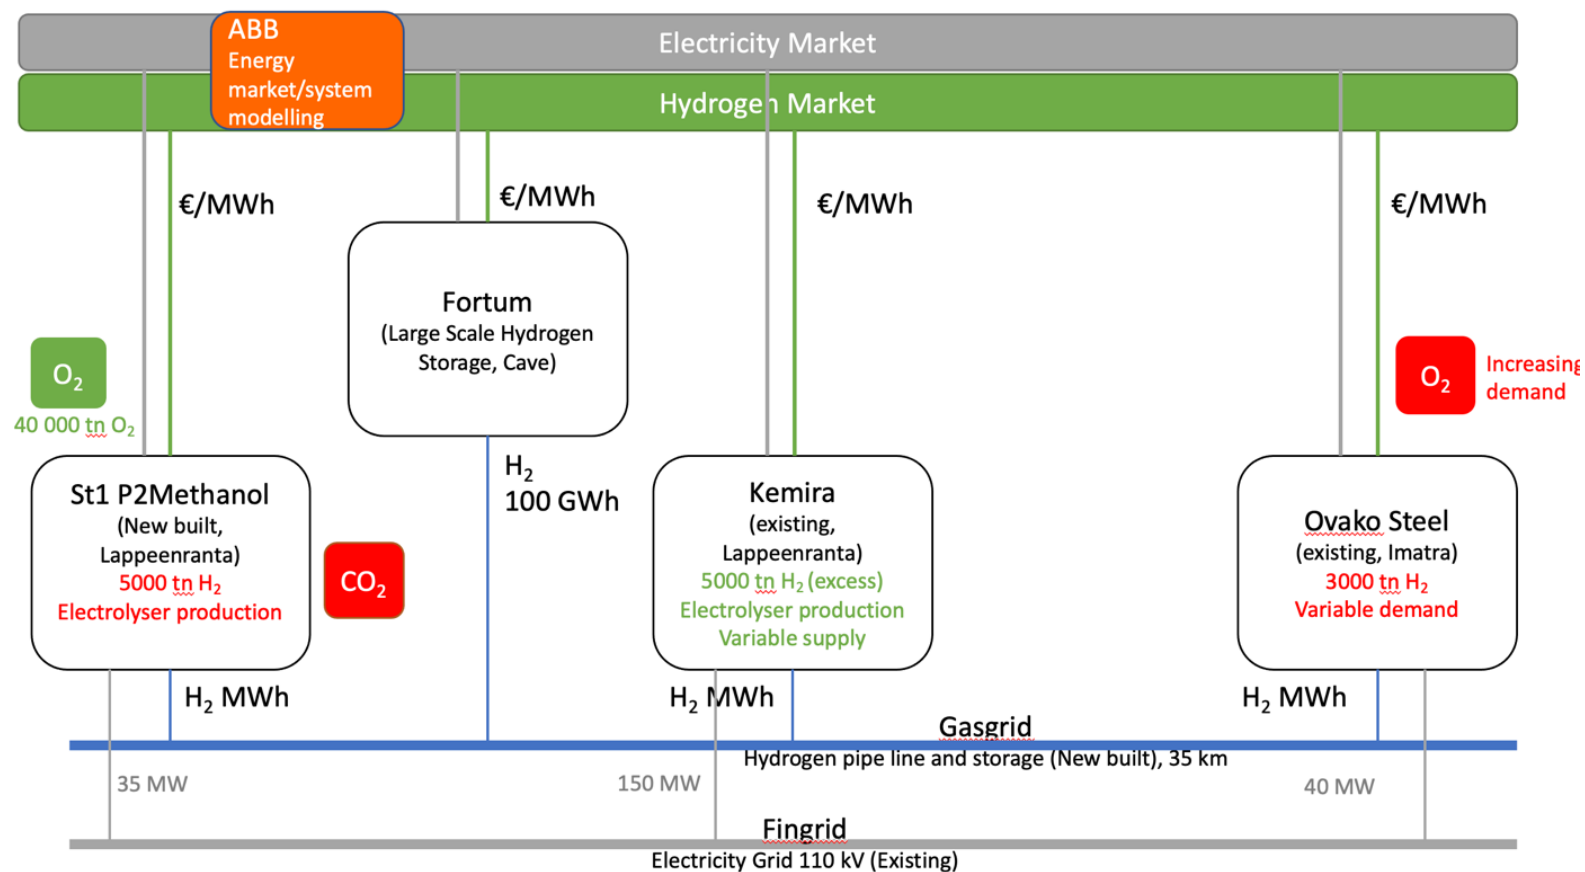 ABB
Energy
market/system
modelling
Electricity Market
Hydrogen Market
€/MWh
€/MWh
€/MWh
€/MWh
Fortum
(Large Scale Hydrogen
Storage, Cave)
O₂
40 000 tn O₂
O₂
Increasing
demand
H₂
100 GWh
St1 P2Methanol
(New built,
Lappeenranta)
5000 tn H₂
Electrolyser production
CO₂
Kemira
(existing,
Lappeenranta)
5000 tn H₂ (excess)
Electrolyser production
Variable supply
Ovako Steel
(existing, Imatra)
3000 tn H₂
Variable demand
H₂ MWh
H₂ MWh
H₂ MWh
Gasgrid
Hydrogen pipe line and storage (New built), 35 km
35 MW
150 MW
40 MW
Fingrid
Electricity Grid 110 kV (Existing)